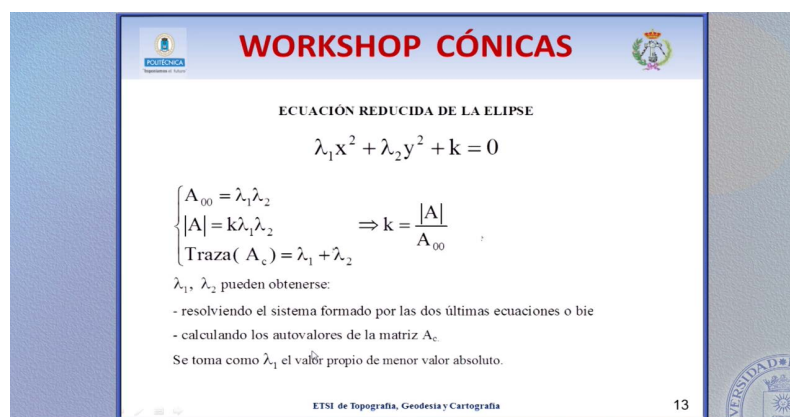 WORKSHOP CÓNICAS
POLITÉCNICA
ECUACIÓN REDUCIDA DE LA ELIPSE
λ₁x² + λ₂y² + k = 0
A₀₀ = λ₁λ₂
|A| = kλ₁λ₂ ⇒ k = |A| / A₀₀
Traza( A_c ) = λ₁ + λ₂
λ₁, λ₂ pueden obtenerse:
- resolviendo el sistema formado por las dos últimas ecuaciones o bie
- calculando los autovalores de la matriz A_c.
Se toma como λ₁ el valor propio de menor valor absoluto.
ETSI de Topografía, Geodesia y Cartografía
13